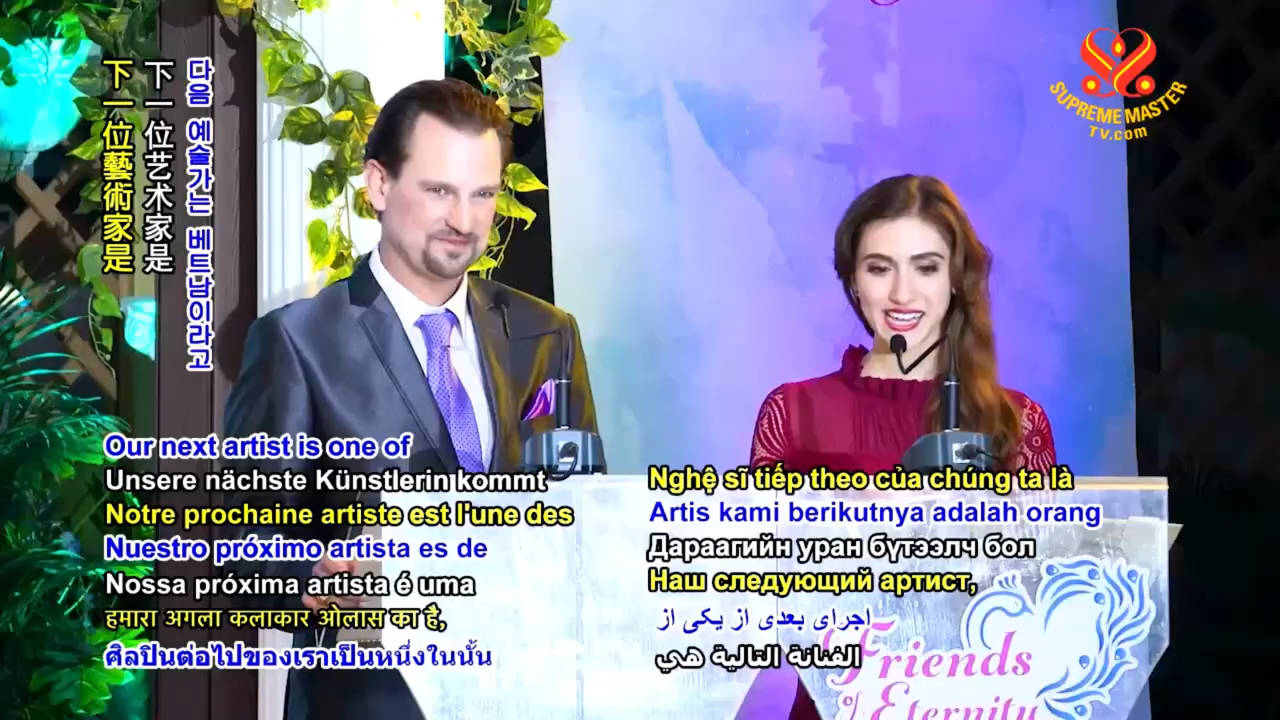 SUPREME MASTER
TV.com
下一位藝術家是
下一位艺术家是
다음 예술가는 베트남이라고
Our next artist is one of
Unsere nächste Künstlerin kommt
Notre prochaine artiste est l'une des
Nuestro próximo artista es de
Nossa próxima artista é uma
हमारा अगला कलाकार ओलास का है,
ศิลปินต่อไปของเราเป็นหนึ่งในนั้น
Nghệ sĩ tiếp theo của chúng ta là
Artis kami berikutnya adalah orang
Дараагийн уран бүтээлч бол
Наш следующий артист,
اجرای بعدی از یکی از
الفنانة التالية هي
Friends
of Eternity